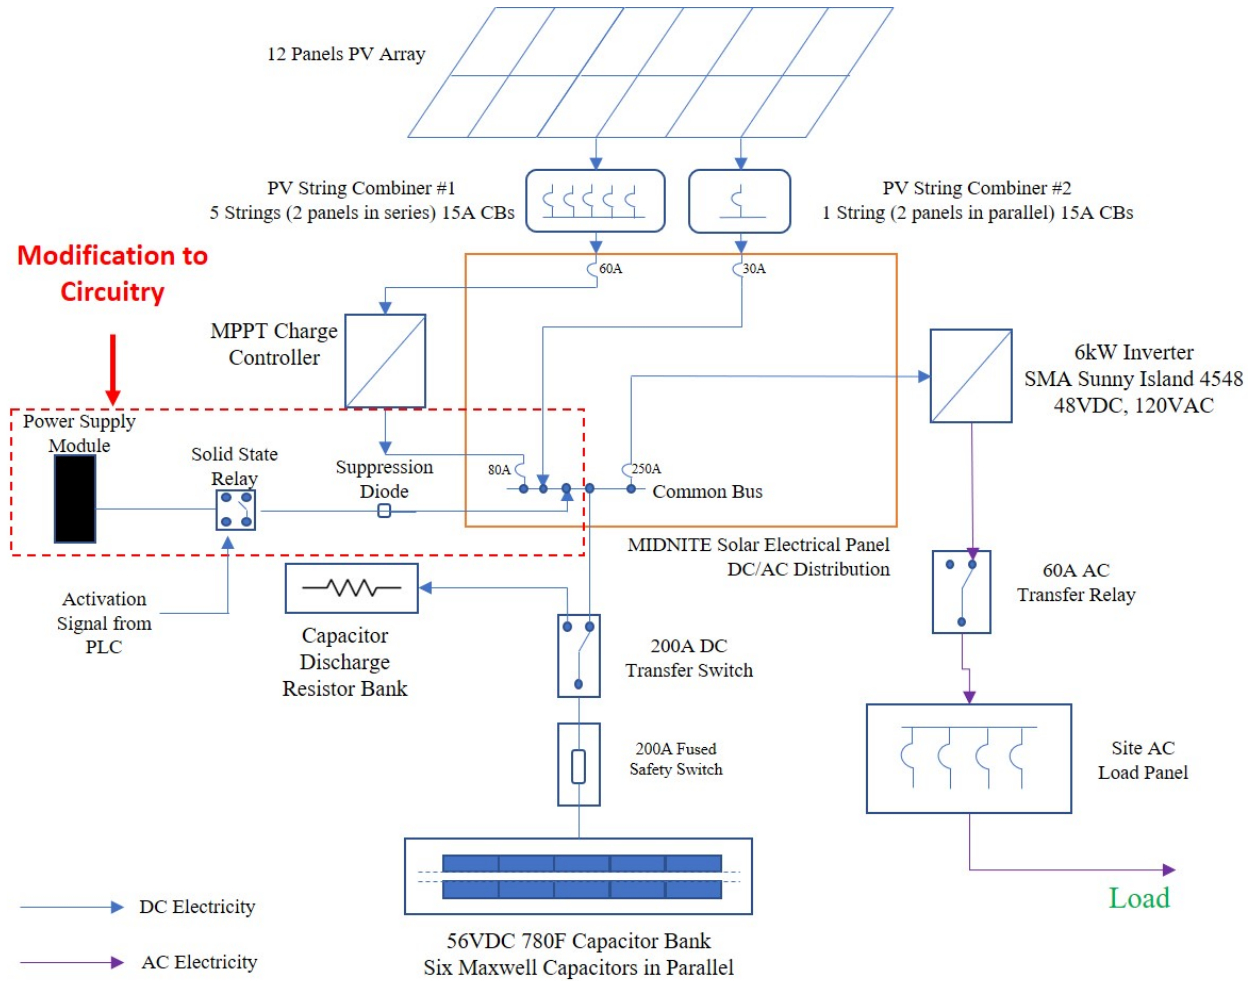 12 Panels PV Array
PV String Combiner #1
5 Strings (2 panels in series) 15A CBs
PV String Combiner #2
1 String (2 panels in parallel) 15A CBs
Modification to
Circuitry
60A
30A
MPPT Charge
Controller
6kW Inverter
SMA Sunny Island 4548
48VDC, 120VAC
Power Supply
Module
Solid State
Relay
Suppression
Diode
80A
250A
Common Bus
MIDNITE Solar Electrical Panel
DC/AC Distribution
60A AC
Transfer Relay
Activation
Signal from
PLC
Capacitor
Discharge
Resistor Bank
200A DC
Transfer Switch
200A Fused
Safety Switch
Site AC
Load Panel
Load
DC Electricity
AC Electricity
56VDC 780F Capacitor Bank
Six Maxwell Capacitors in Parallel